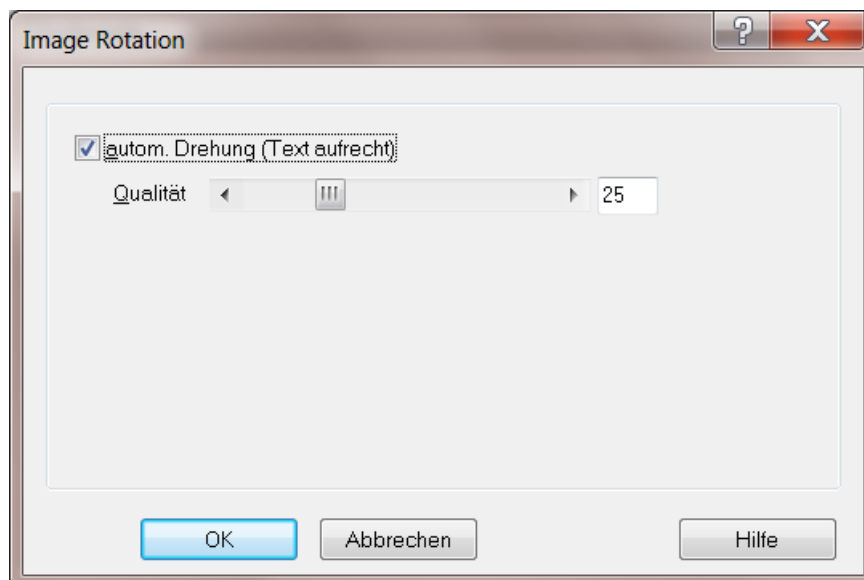 Image Rotation
autom. Drehung (Text aufrecht)
Qualität 25
OK Abbrechen Hilfe